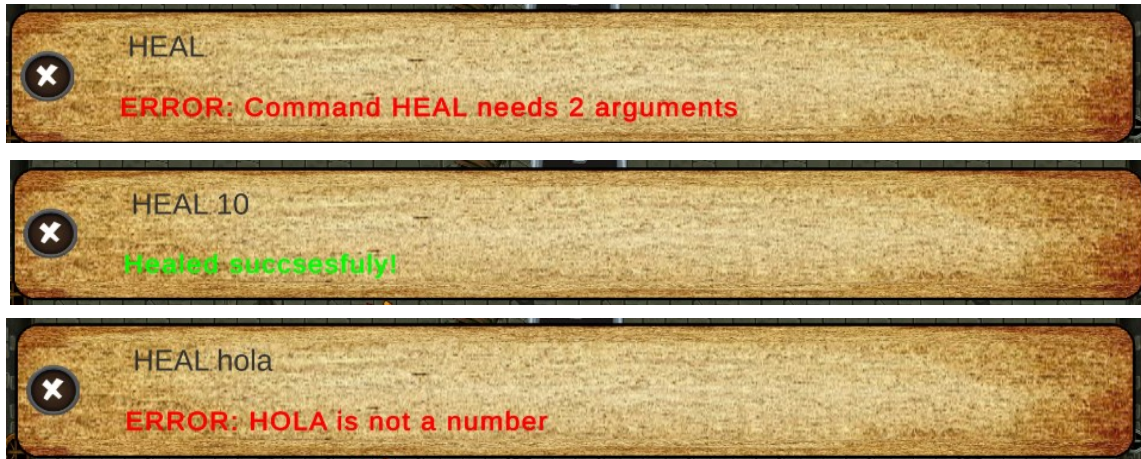 HEAL
ERROR: Command HEAL needs 2 arguments
HEAL 10
Healed succsesfuly!
HEAL hola
ERROR: HOLA is not a number